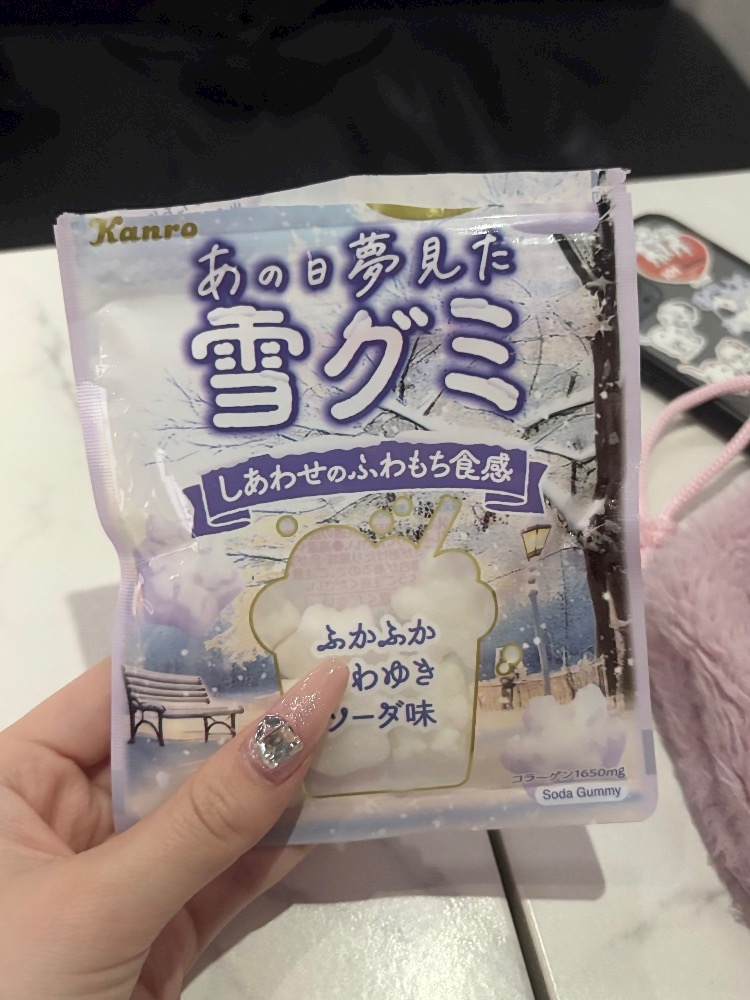 Kanro
あの日夢見た
雪グミ
しあわせのふわもち食感
ふかふか
わゆき
ソーダ味
コラーゲン1650mg
Soda Gummy